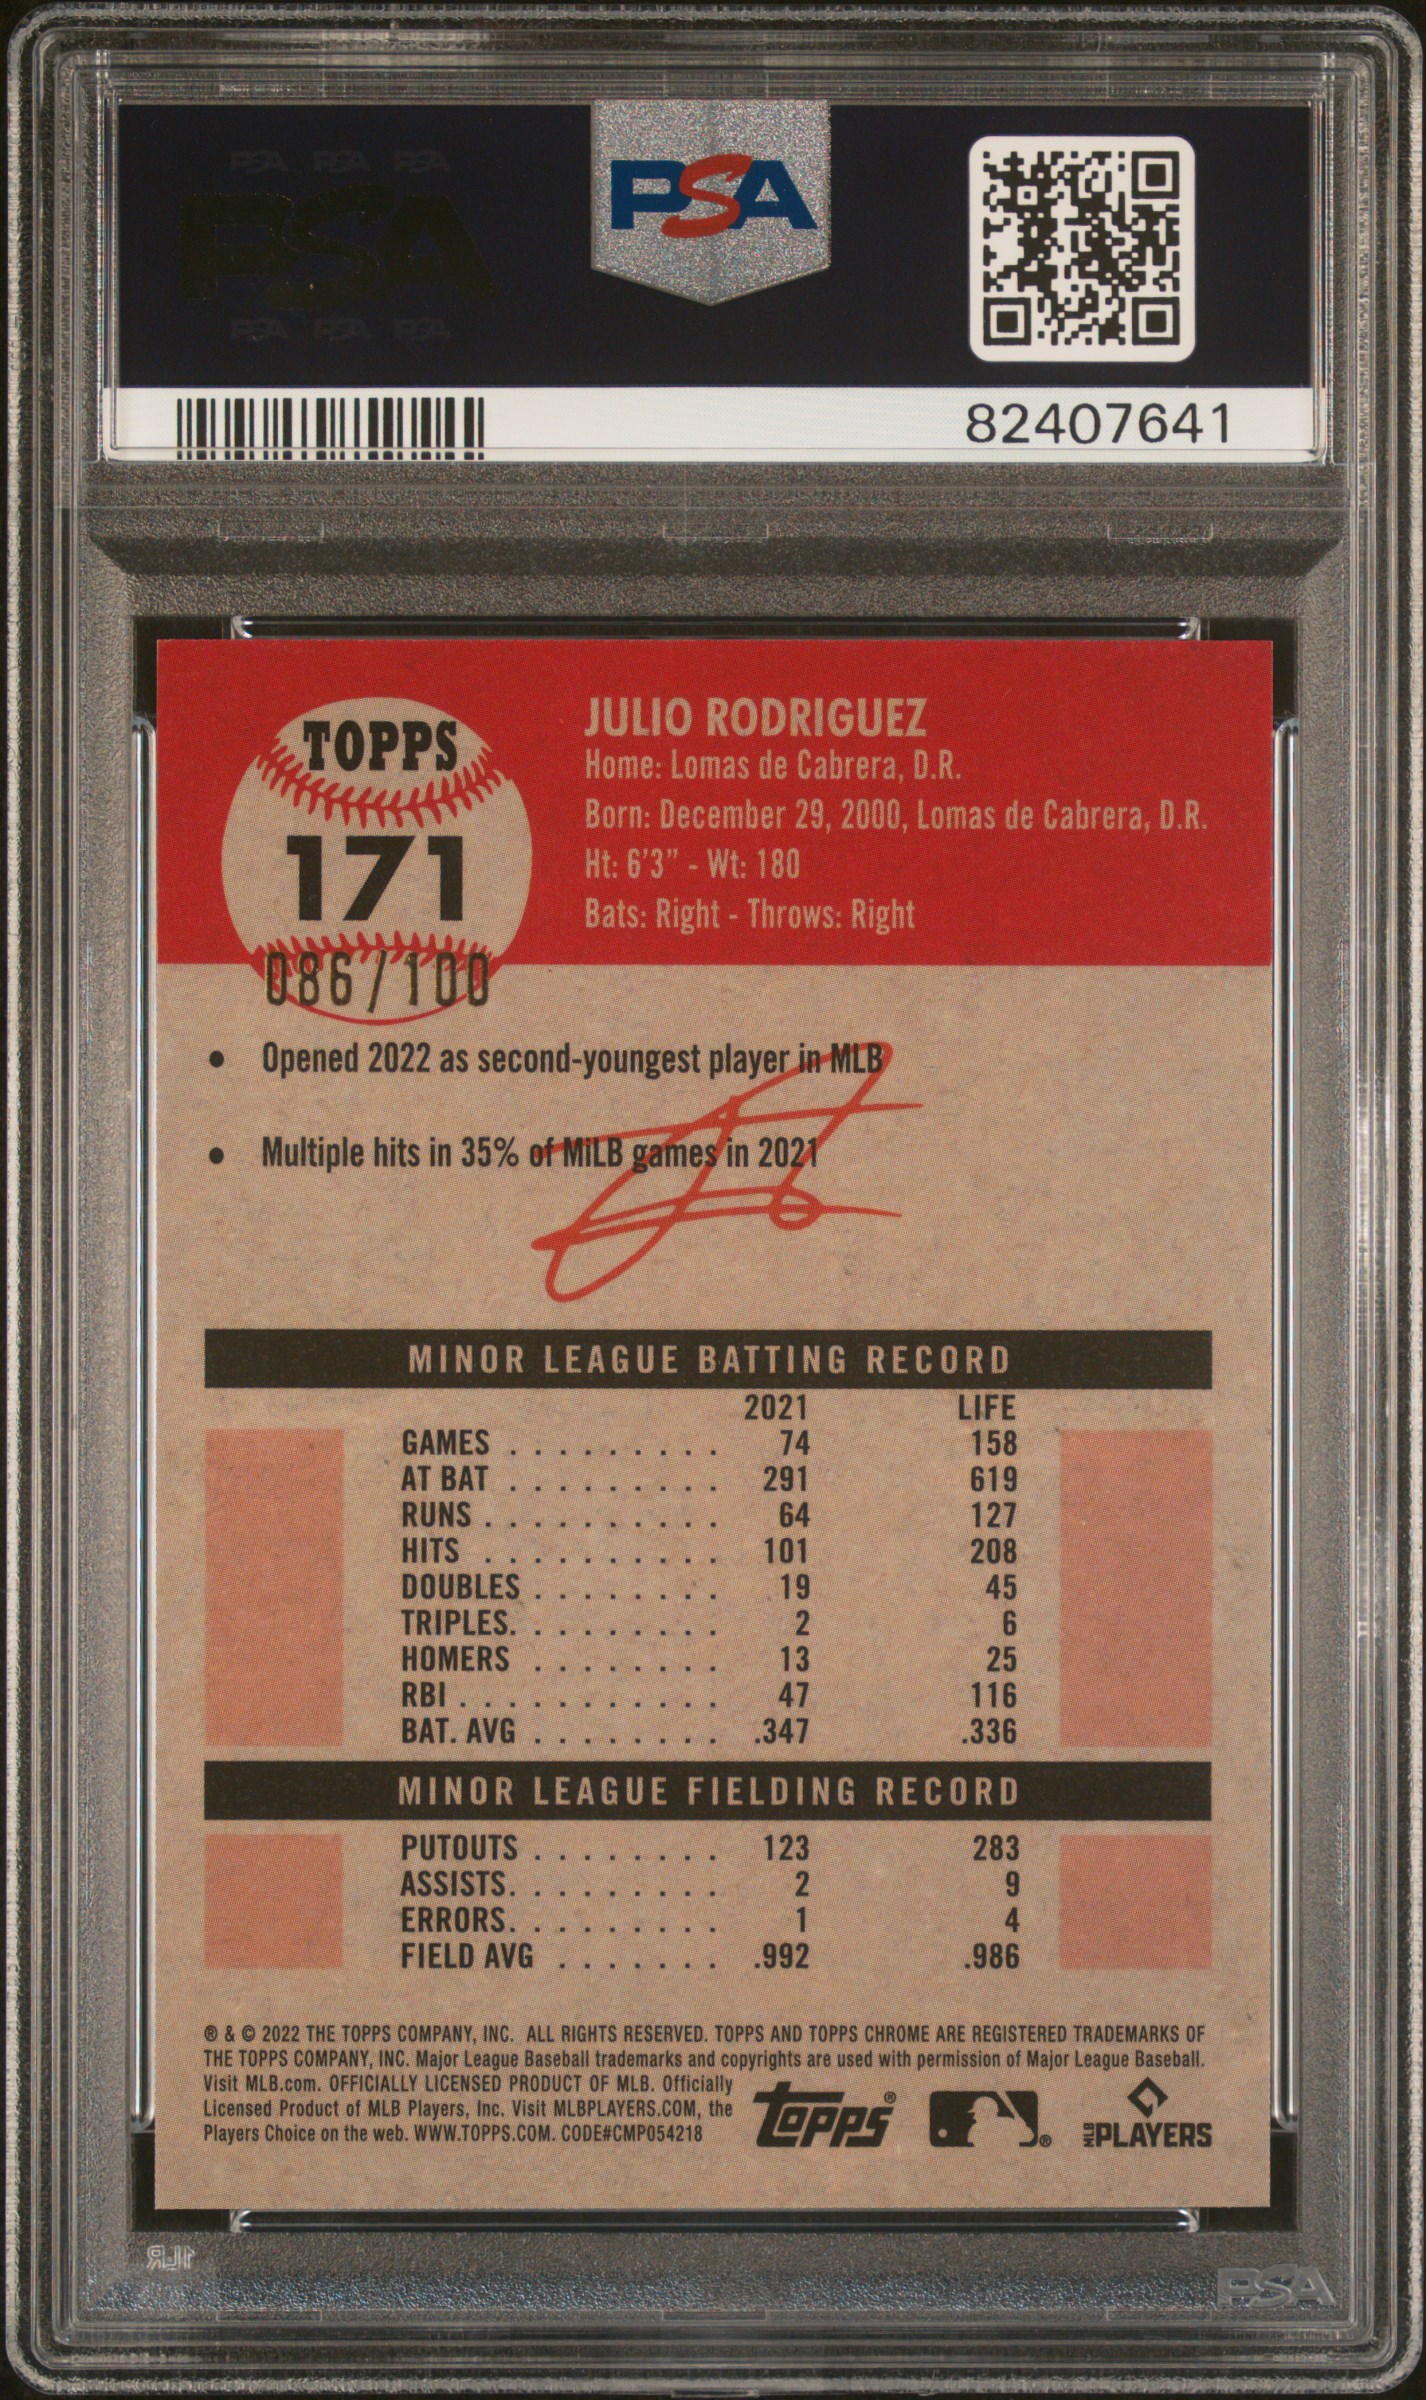 PSA PSA PSA
PSA
PSA PSA PSA
PSA
82407641
TOPPS
171
086/100
JULIO RODRIGUEZ
Home: Lomas de Cabrera, D.R.
Born: December 29, 2000, Lomas de Cabrera, D.R.
Ht: 6'3" - Wt: 180
Bats: Right - Throws: Right
• Opened 2022 as second-youngest player in MLB
• Multiple hits in 35% of MiLB games in 2021
MINOR LEAGUE BATTING RECORD
2021 LIFE
GAMES . . . . . . . . . 74 158
AT BAT . . . . . . . . . 291 619
RUNS . . . . . . . . . . 64 127
HITS . . . . . . . . . . 101 208
DOUBLES . . . . . . . . 19 45
TRIPLES. . . . . . . . . 2 6
HOMERS . . . . . . . . 13 25
RBI . . . . . . . . . . . 47 116
BAT. AVG . . . . . . . . .347 .336
MINOR LEAGUE FIELDING RECORD
PUTOUTS . . . . . . . . 123 283
ASSISTS. . . . . . . . . 2 9
ERRORS. . . . . . . . . 1 4
FIELD AVG . . . . . . . .992 .986
® & © 2022 THE TOPPS COMPANY, INC. ALL RIGHTS RESERVED. TOPPS AND TOPPS CHROME ARE REGISTERED TRADEMARKS OF
THE TOPPS COMPANY, INC. Major League Baseball trademarks and copyrights are used with permission of Major League Baseball.
Visit MLB.com. OFFICIALLY LICENSED PRODUCT OF MLB. Officially
Licensed Product of MLB Players, Inc. Visit MLBPLAYERS.COM, the
Players Choice on the web. WWW.TOPPS.COM. CODE#CMP054218
Topps®
®
MLB PLAYERS
1LR
PSA